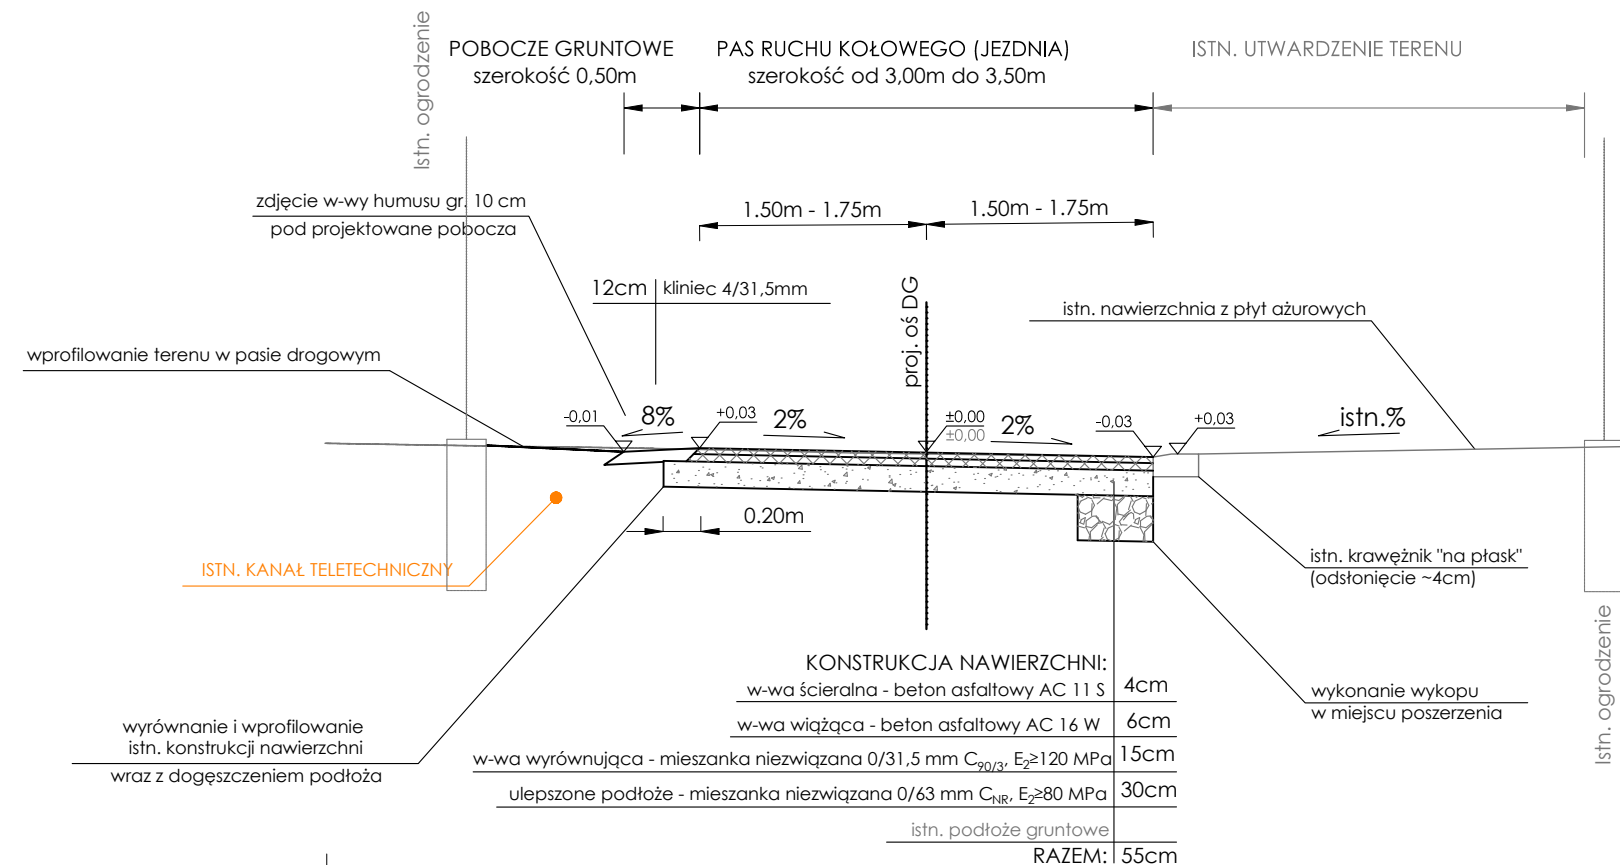 Istn. ogrodzenie
POBOCZE GRUNTOWE
szerokość 0,50m
PAS RUCHU KOŁOWEGO (JEZDNIA)
szerokość od 3,00m do 3,50m
ISTN. UTWARDZENIE TERENU
zdjęcie w-wy humusu gr. 10 cm
pod projektowane pobocza
1.50m - 1.75m
1.50m - 1.75m
12cm
kliniec 4/31,5mm
proj. oś DG
istn. nawierzchnia z płyt ażurowych
wprofilowanie terenu w pasie drogowym
-0,01
8%
+0,03
2%
±0,00
±0,00
2%
-0,03
+0,03
istn.%
0.20m
ISTN. KANAŁ TELETECHNICZNY
istn. krawężnik "na płask"
(odsłonięcie ~4cm)
Istn. ogrodzenie
wykonanie wykopu
w miejscu poszerzenia
wyrównanie i wprofilowanie
istn. konstrukcji nawierzchni
wraz z dogęszczeniem podłoża
KONSTRUKCJA NAWIERZCHNI:
w-wa ścieralna - beton asfaltowy AC 11 S 4cm
w-wa wiążąca - beton asfaltowy AC 16 W 6cm
w-wa wyrównująca - mieszanka niezwiązana 0/31,5 mm C90/3, E2≥120 MPa 15cm
ulepszone podłoże - mieszanka niezwiązana 0/63 mm CNR, E2≥80 MPa 30cm
istn. podłoże gruntowe
RAZEM: 55cm